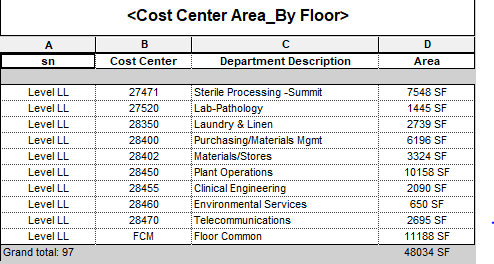 <Cost Center Area_By Floor>
A B C D
sn Cost Center Department Description Area
Level LL 27471 Sterile Processing -Summit 7548 SF
Level LL 27520 Lab-Pathology 1445 SF
Level LL 28350 Laundry & Linen 2739 SF
Level LL 28400 Purchasing/Materials Mgmt 6196 SF
Level LL 28402 Materials/Stores 3324 SF
Level LL 28450 Plant Operations 10158 SF
Level LL 28455 Clinical Engineering 2090 SF
Level LL 28460 Environmental Services 650 SF
Level LL 28470 Telecommunications 2695 SF
Level LL FCM Floor Common 11188 SF
Grand total: 97 48034 SF